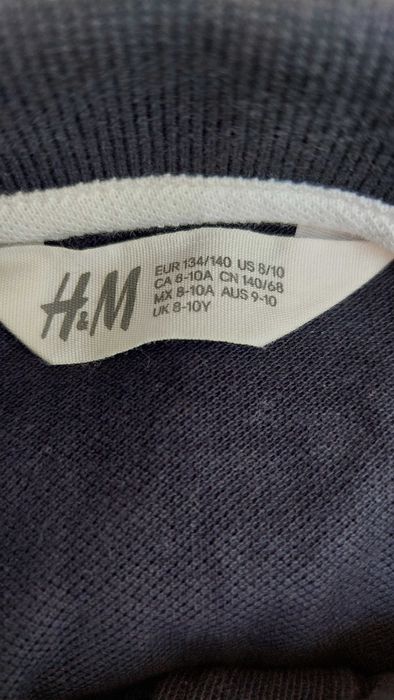 H&M
EUR 134/140 US 8/10
CA 8-10A CN 140/68
MX 8-10A AUS 9-10
UK 8-10Y